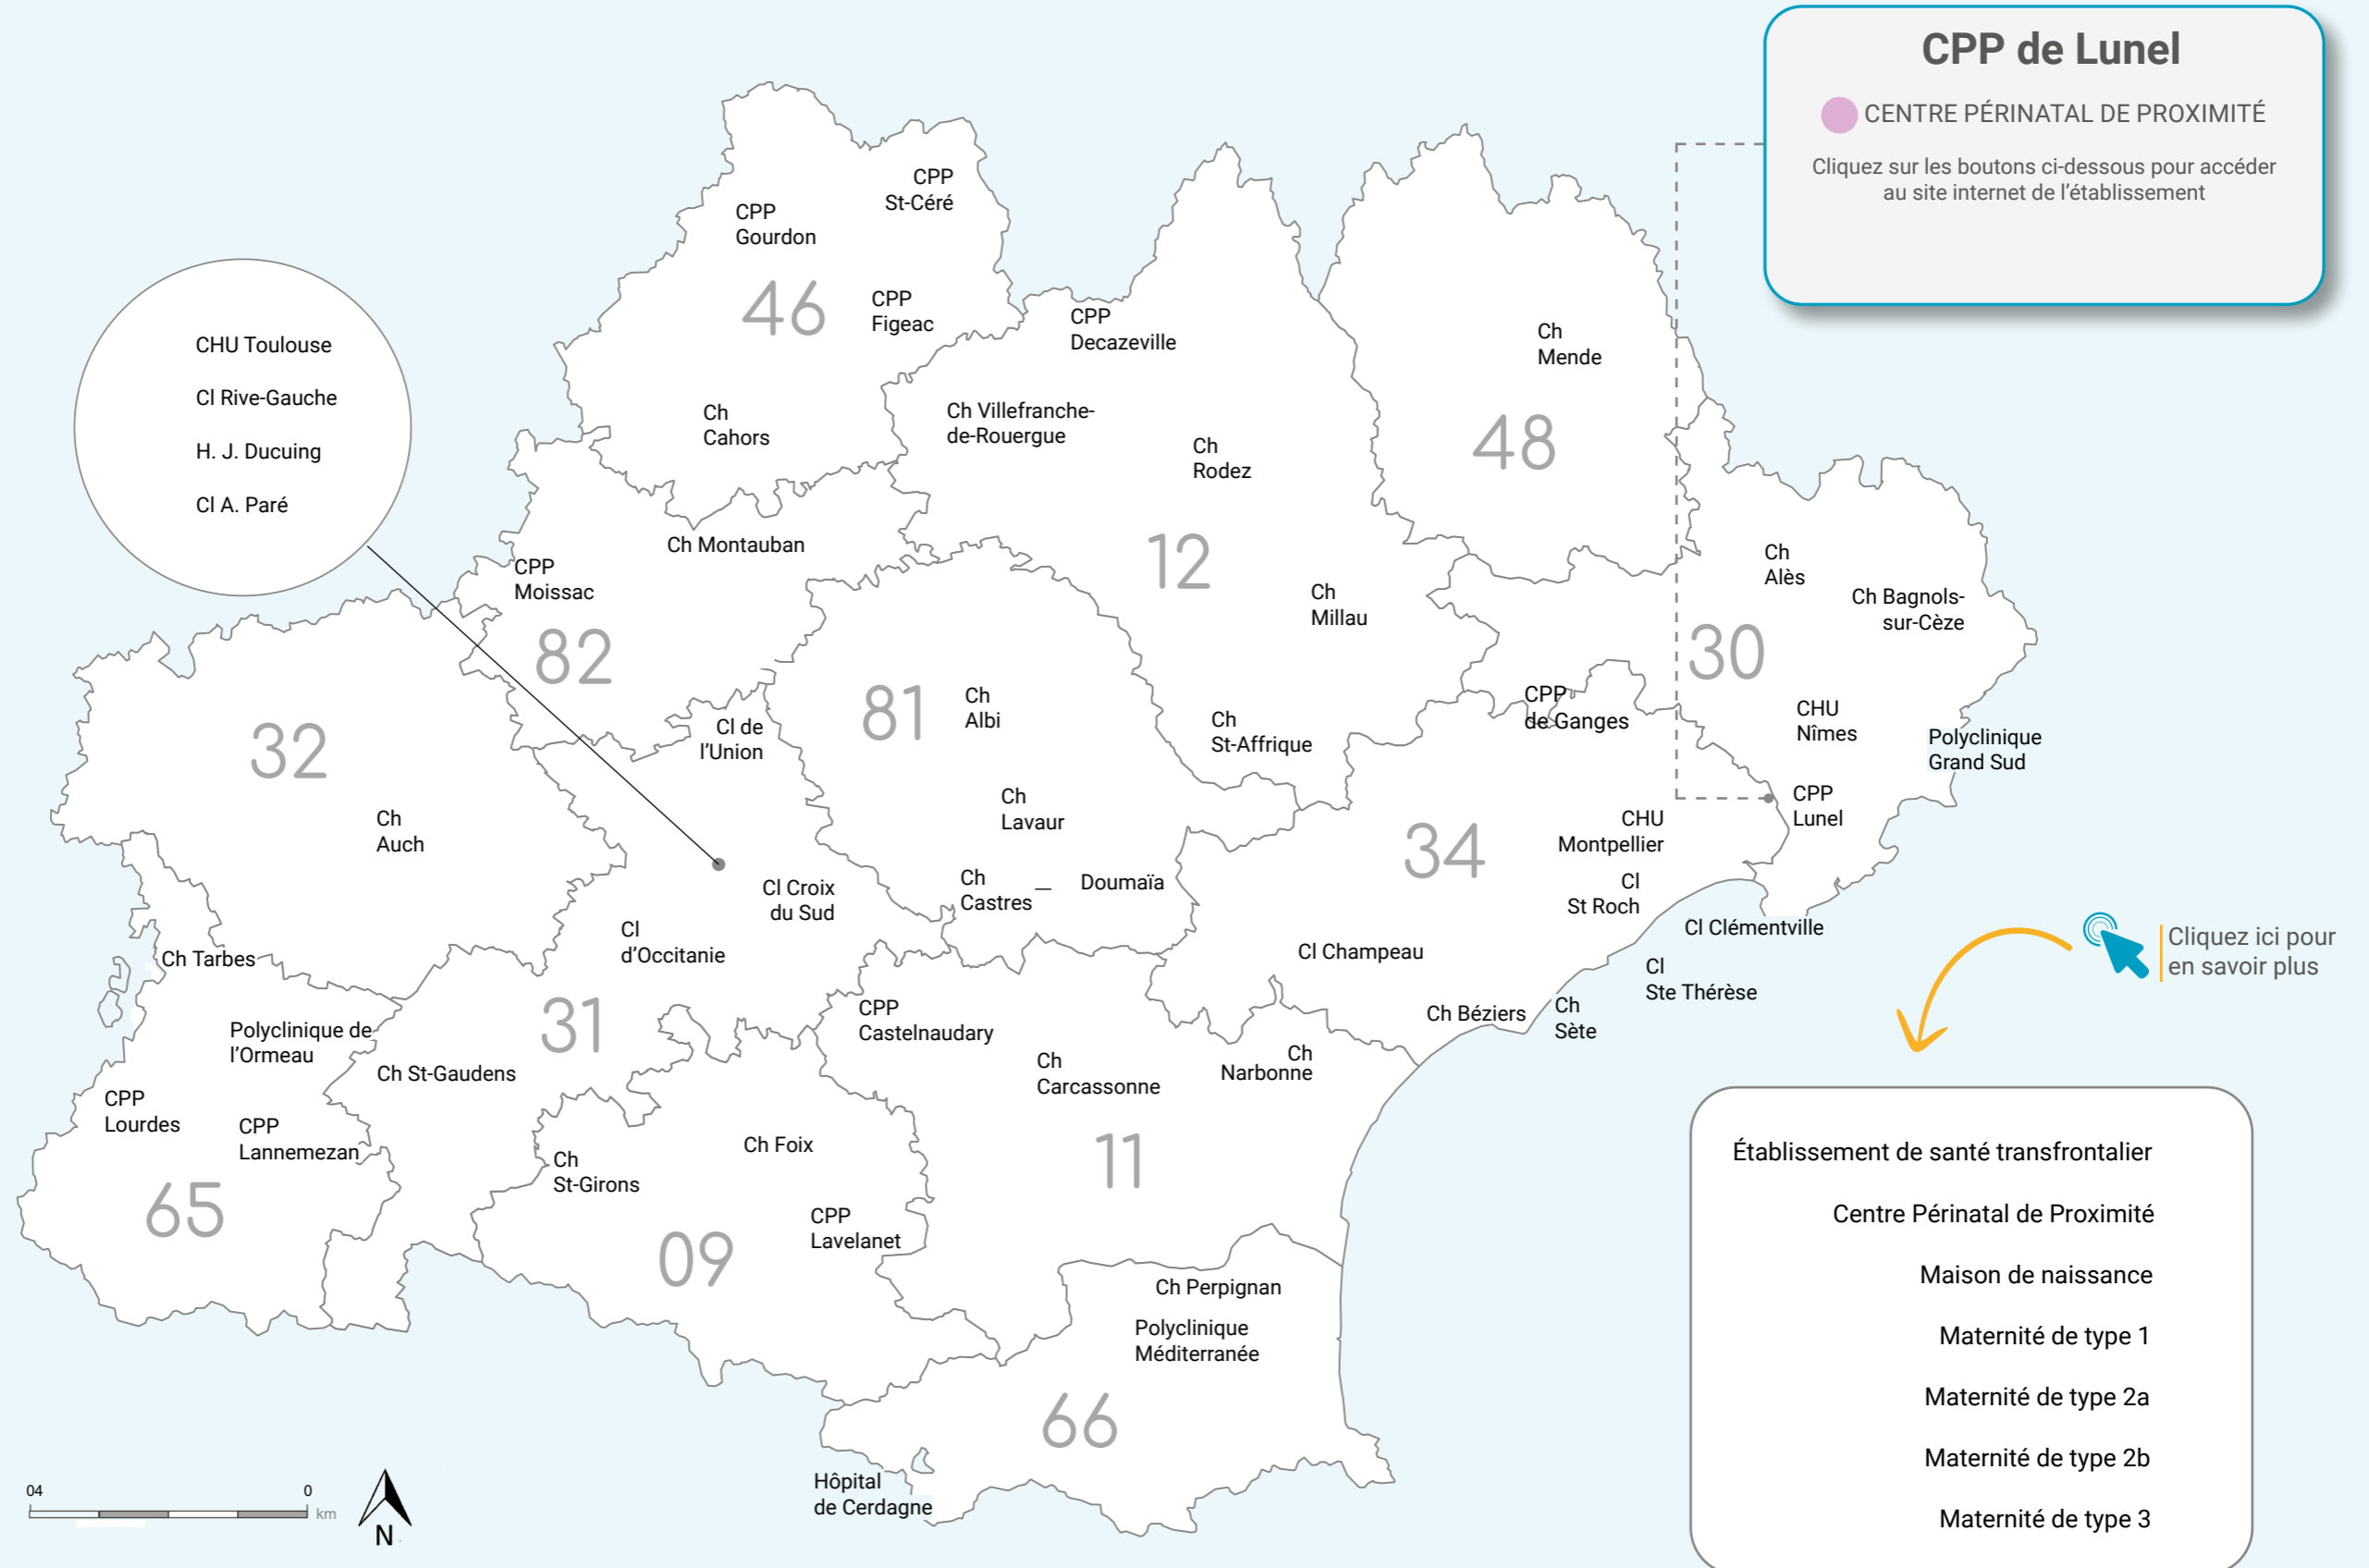 CPP de Lunel
CENTRE PÉRINATAL DE PROXIMITÉ
Cliquez sur les boutons ci-dessous pour accéder
au site internet de l'établissement
CPP
St-Céré
CPP
Gourdon
46
CPP
Figeac
CPP
Decazeville
Ch
Mende
CHU Toulouse
Cl Rive-Gauche
H. J. Ducuing
Cl A. Paré
Ch
Cahors
Ch Villefranche-
de-Rouergue
Ch
Rodez
48
Ch Montauban
CPP
Moissac
82
12
Ch
Millau
Ch
Alès
Ch Bagnols-
sur-Cèze
30
32
Cl de
l'Union
81
Ch
Albi
Ch
St-Affrique
CPP
de Ganges
CHU
Nîmes
Polyclinique
Grand Sud
Ch
Auch
Ch
Lavaur
34
CHU
Montpellier
CPP
Lunel
Cl Croix
du Sud
Ch
Castres
Doumaïa
Cl
St Roch
Cl
d'Occitanie
Cl Champeau
Cl Clémentville
Cliquez ici pour
en savoir plus
Ch Tarbes
Cl
Ste Thérèse
31
CPP
Castelnaudary
Ch Béziers
Ch
Sète
Polyclinique de
l'Ormeau
Ch St-Gaudens
Ch
Carcassonne
Ch
Narbonne
CPP
Lourdes
CPP
Lannemezan
Ch Foix
Ch
St-Girons
11
65
CPP
Lavelanet
09
Ch Perpignan
Polyclinique
Méditerranée
66
Hôpital
de Cerdagne
Établissement de santé transfrontalier
Centre Périnatal de Proximité
Maison de naissance
Maternité de type 1
Maternité de type 2a
Maternité de type 2b
Maternité de type 3
04
0
km
N